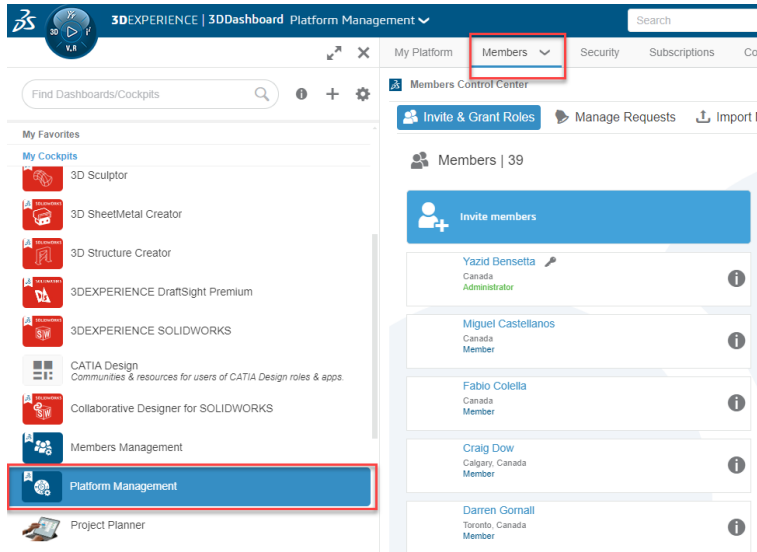 3DEXPERIENCE | 3DDashboard Platform Management
Search
3D
V.R
My Platform
Members
Security
Subscriptions
Find Dashboards/Cockpits
Members Control Center
Invite & Grant Roles
Manage Requests
Import
My Favorites
My Cockpits
3D Sculptor
3D SheetMetal Creator
3D Structure Creator
3DEXPERIENCE DraftSight Premium
3DEXPERIENCE SOLIDWORKS
CATIA Design
Communities & resources for users of CATIA Design roles & apps.
Collaborative Designer for SOLIDWORKS
Members Management
Platform Management
Project Planner
Members | 39
Invite members
Yazid Bensetta
Canada
Administrator
Miguel Castellanos
Canada
Member
Fabio Colella
Canada
Member
Craig Dow
Calgary, Canada
Member
Darren Gornall
Toronto, Canada
Member